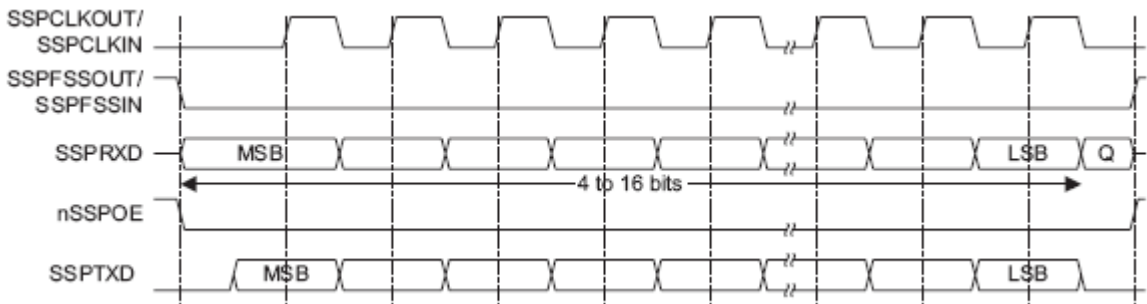 SSPCLKOUT/
SSPCLKIN
SSPFSSOUT/
SSPFSSIN
SSPRXD MSB LSB Q
4 to 16 bits
nSSPOE
SSPTXD MSB LSB